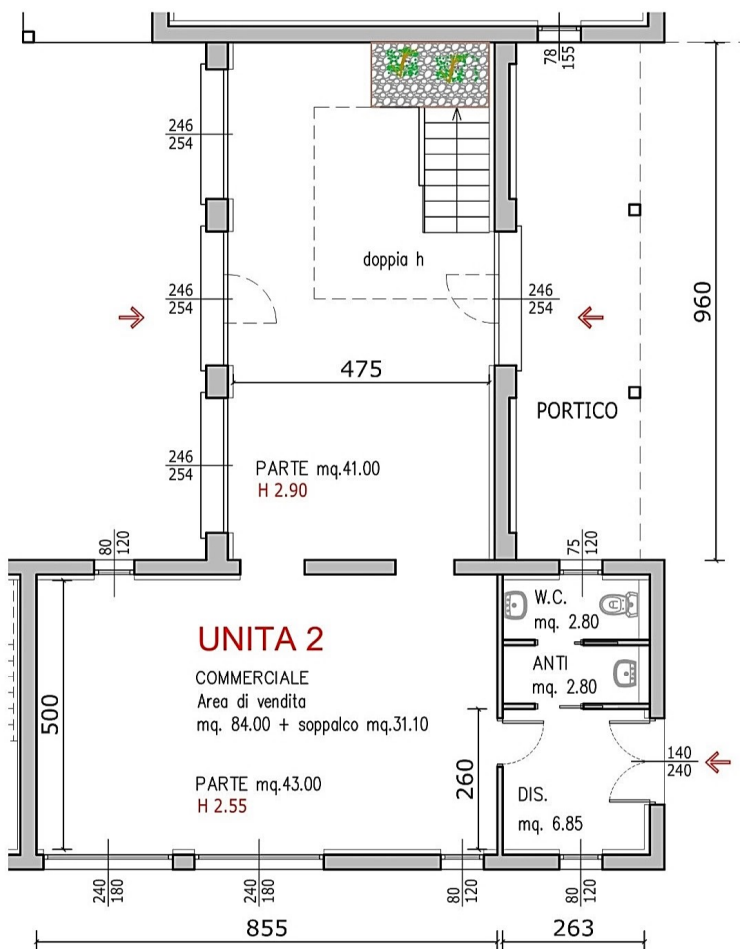 78
155
246
254
doppia h
246
254
246
254
960
475
PORTICO
246
254
PARTE mq.41.00
H 2.90
80
120
75
120
W.C.
mq. 2.80
UNITA 2
COMMERCIALE
Area di vendita
mq. 84.00 + soppalco mq.31.10
ANTI
mq. 2.80
500
260
140
240
PARTE mq.43.00
H 2.55
DIS.
mq. 6.85
240
180
240
180
80
120
80
120
855
263